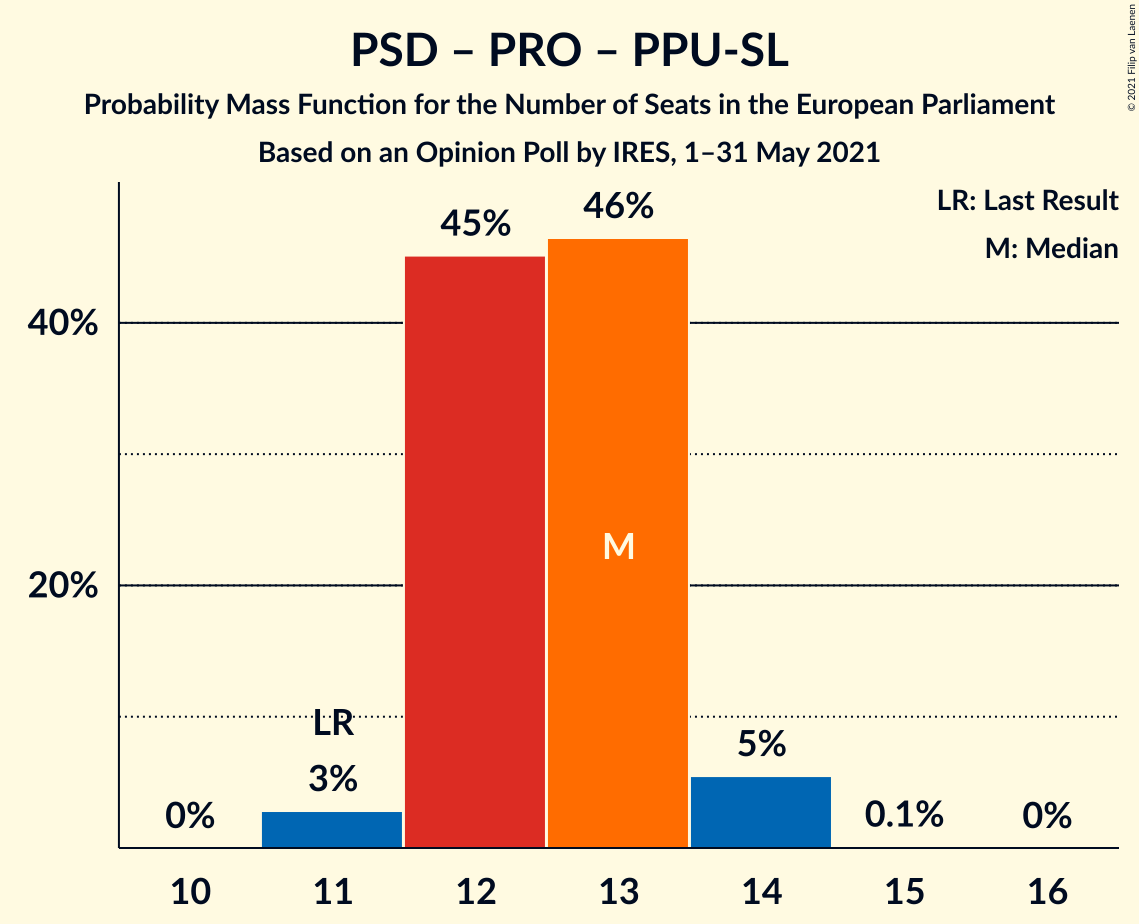 PSD – PRO – PPU-SL
Probability Mass Function for the Number of Seats in the European Parliament
Based on an Opinion Poll by IRES, 1–31 May 2021
© 2021 Filip van Laenen
LR: Last Result
M: Median
45%
46%
40%
M
20%
LR
3%
5%
0%
0.1%
0%
10
11
12
13
14
15
16